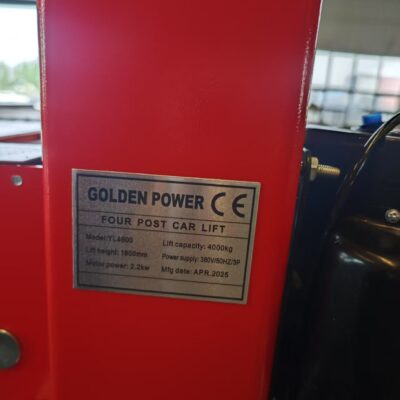 GOLDEN POWER CE
FOUR POST CAR LIFT
Model:YL4800 Lift capacity: 4000kg
Lift height: 1800mm Power supply: 380V/50HZ/3P
Motor power: 2.2kw Mfg date: APR.2025